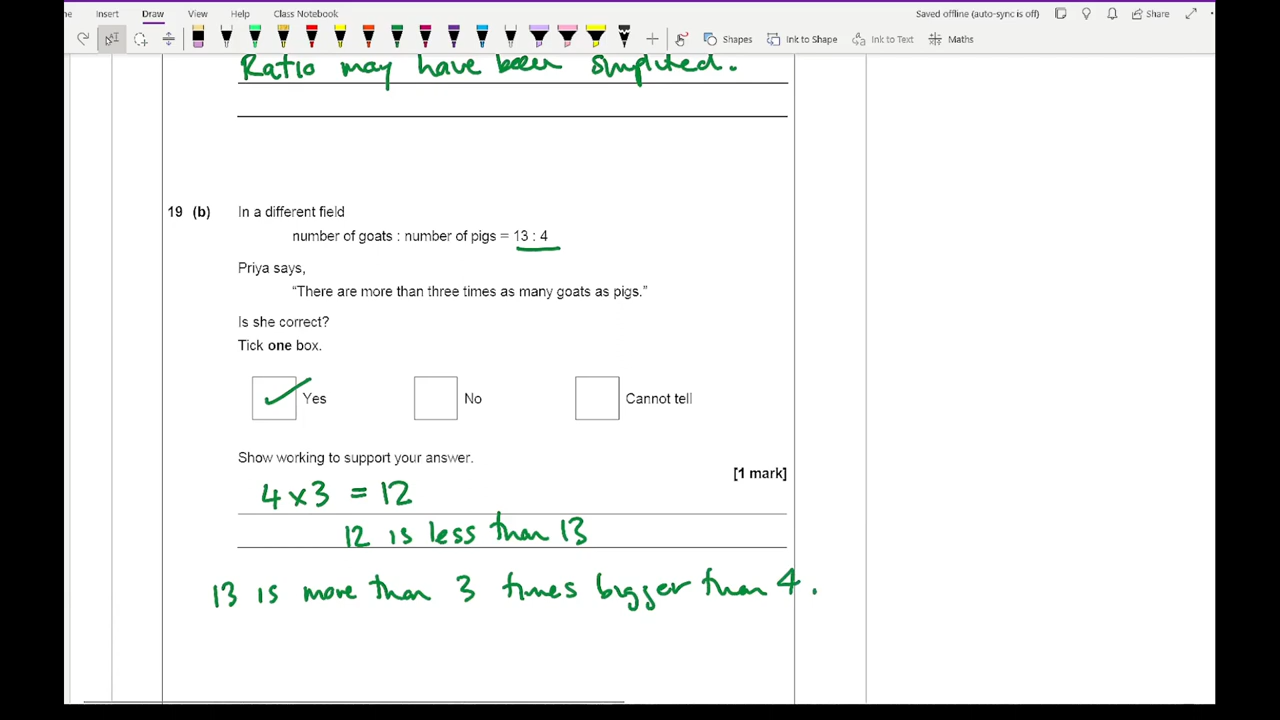 Insert View Help Class Notebook Saved offline (auto-sync is off) Share
Draw
Shapes Ink to Shape Ink to Text Maths
Ratio may have been
19 (b) In a different field
number of goats : number of pigs = 13 : 4
Priya says,
“There are more than three times as many goats as pigs.”
Is she correct?
Tick one box.
Yes No Cannot tell
Show working to support your answer.
[1 mark]
4 × 3 = 12
12 is less than 13
13 is more than 3 times bigger than 4.